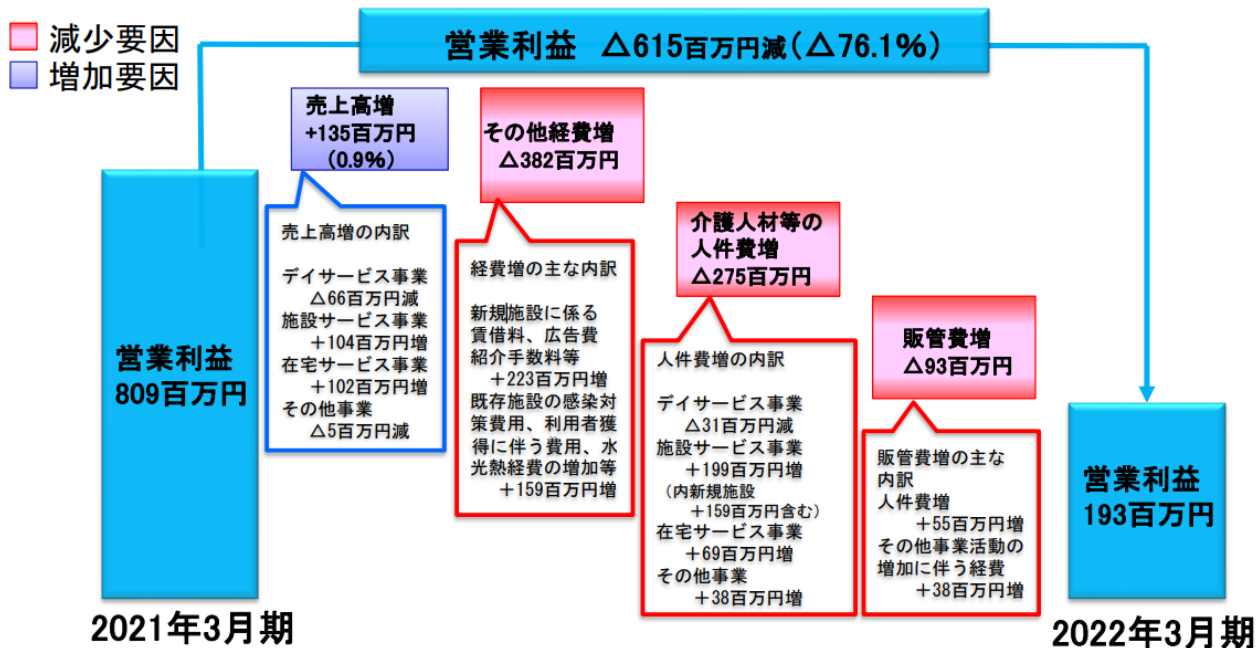 減少要因
増加要因
営業利益 △615百万円減(△76.1%)
売上高増
+135百万円
(0.9%)
その他経費増
△382百万円
介護人材等の
人件費増
△275百万円
販管費増
△93百万円
営業利益
809百万円
売上高増の内訳
デイサービス事業
△66百万円減
施設サービス事業
+104百万円増
在宅サービス事業
+102百万円増
その他事業
△5百万円減
経費増の主な内訳
新規施設に係る
賃借料、広告費
紹介手数料等
+223百万円増
既存施設の感染対
策費用、利用者獲
得に伴う費用、水
光熱経費の増加等
+159百万円増
人件費増の内訳
デイサービス事業
△31百万円減
施設サービス事業
+199百万円増
(内新規施設
+159百万円含む)
在宅サービス事業
+69百万円増
その他事業
+38百万円増
販管費増の主な
内訳
人件費増
+55百万円増
その他事業活動の
増加に伴う経費
+38百万円増
営業利益
193百万円
2021年3月期
2022年3月期